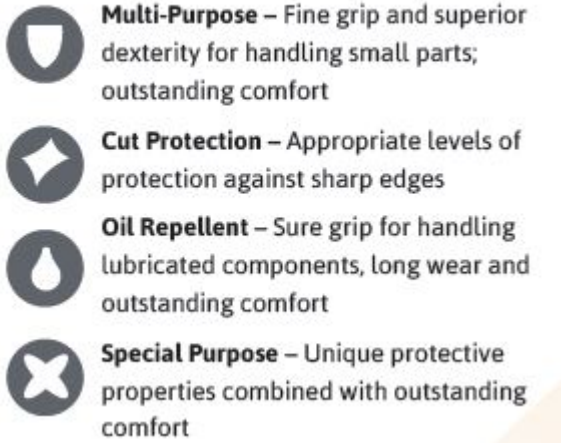 Multi-Purpose – Fine grip and superior
dexterity for handling small parts;
outstanding comfort
Cut Protection – Appropriate levels of
protection against sharp edges
Oil Repellent – Sure grip for handling
lubricated components, long wear and
outstanding comfort
Special Purpose – Unique protective
properties combined with outstanding
comfort